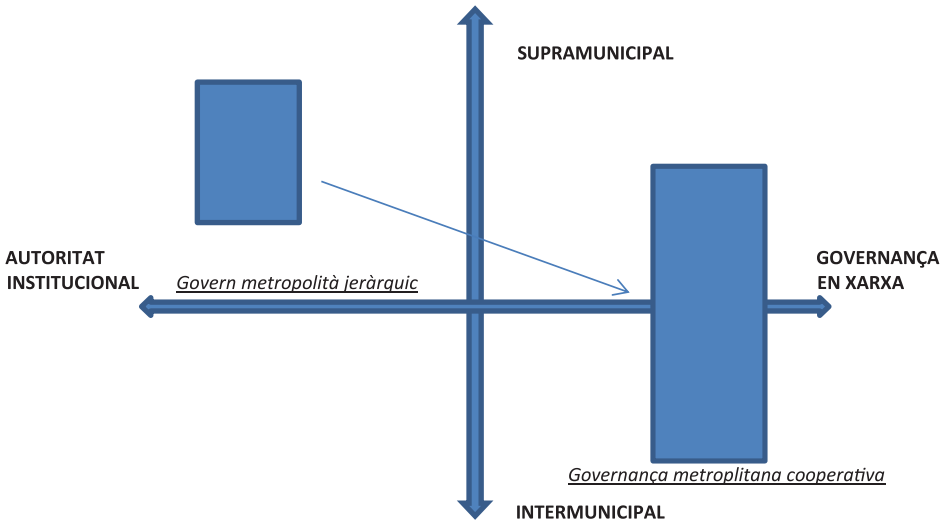 SUPRAMUNICIPAL
AUTORITAT
INSTITUCIONAL
Govern metropolità jeràrquic
GOVERNANÇA
EN XARXA
Governança metroplitana cooperativa
INTERMUNICIPAL